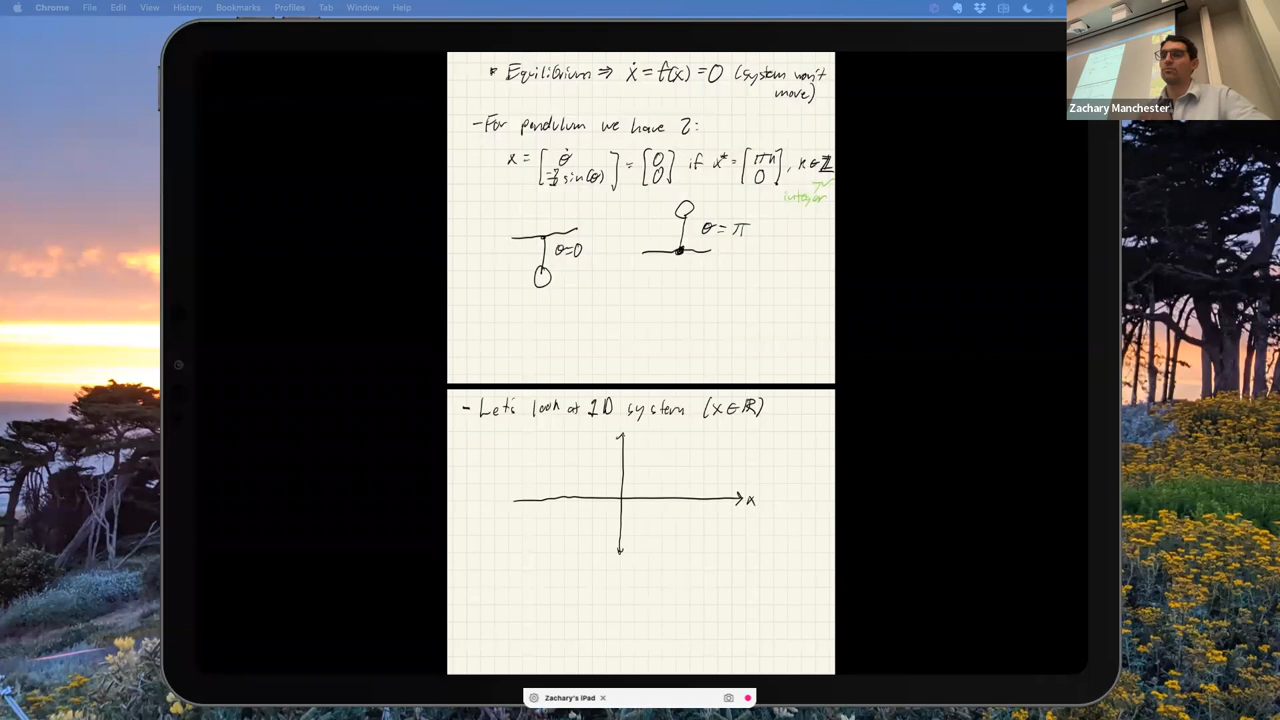 Chrome File Edit View History Bookmarks Profiles Tab Window Help
Zachary Manchester
• Equilibrium ⇒ ẋ = f(x) = 0 (system won't
move)
- For pendulum we have 2:
x = [θ̇ sin(θ)] = [0 0] if x* = [πn 0], n ∈ ℤ
integer
θ=0
θ = π
- Let's look at 1D system (x ∈ ℝ)
x
Zachary's iPad